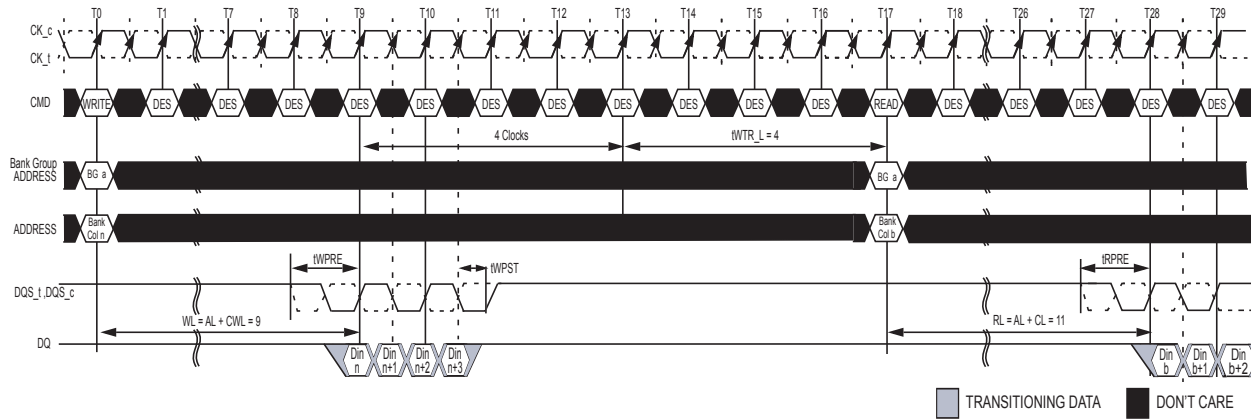 T0 T1 T7 T8 T9 T10 T11 T12 T13 T14 T15 T16 T17 T18 T26 T27 T28 T29
CK_c
CK_t
CMD WRITE DES DES DES DES DES DES DES DES DES DES DES READ DES DES DES DES DES
4 Clocks tWTR_L = 4
Bank Group
ADDRESS BG a BG a
ADDRESS Bank
Col n Bank
Col b
tWPRE tWPST tRPRE
DQS_t ,DQS_c
WL = AL + CWL = 9 RL = AL + CL = 11
DQ Din
n Din
n+1 Din
n+2 Din
n+3 Din
b Din
b+1 Din
b+2
TRANSITIONING DATA DON'T CARE